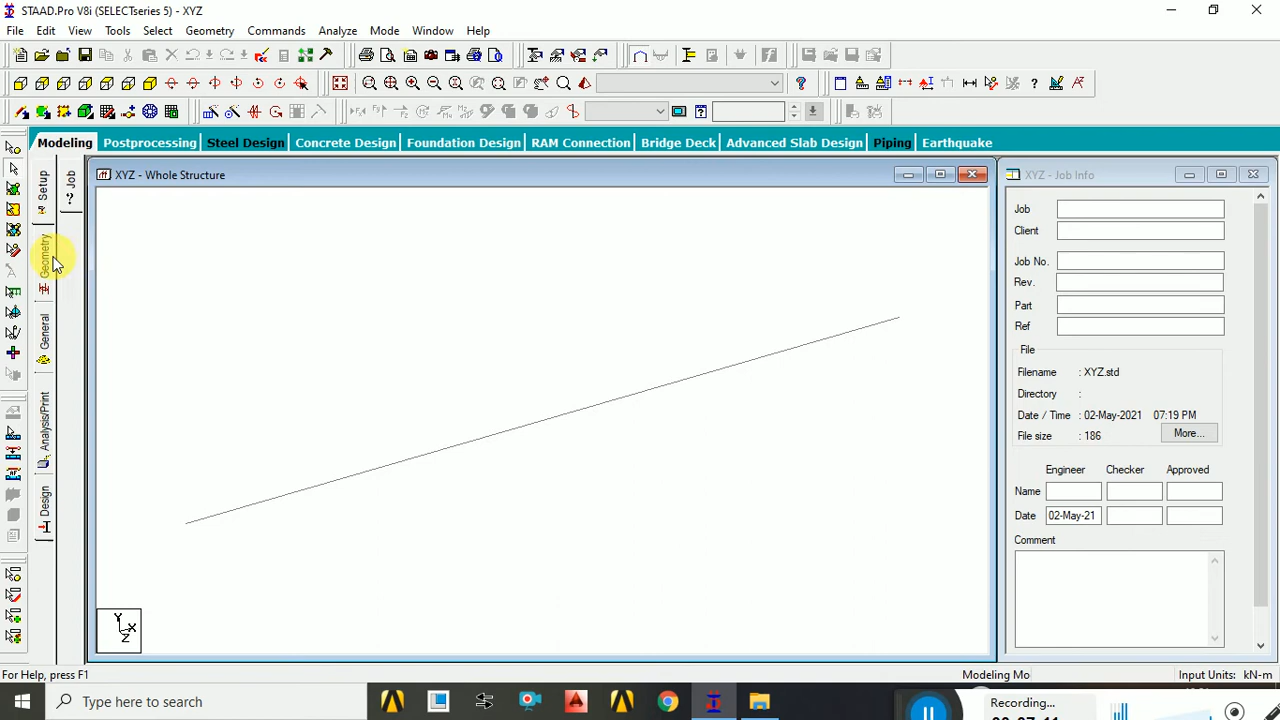 STAAD.Pro V8i (SELECTseries 5) - XYZ
File Edit View Tools Select Geometry Commands Analyze Mode Window Help
Modeling Postprocessing Steel Design Concrete Design Foundation Design RAM Connection Bridge Deck Advanced Slab Design Piping Earthquake
Setup
Geometry
General
Analysis/Print
Design
Job
XYZ - Whole Structure
Y
X
Z
XYZ - Job Info
Job
Client
Job No.
Rev.
Part
Ref
File
Filename : XYZ.std
Directory :
Date / Time : 02-May-2021 07:19 PM
File size : 186
More...
Engineer Checker Approved
Name
Date 02-May-21
Comment
For Help, press F1
Modeling Mo
Input Units: kN-m
Type here to search
Recording...